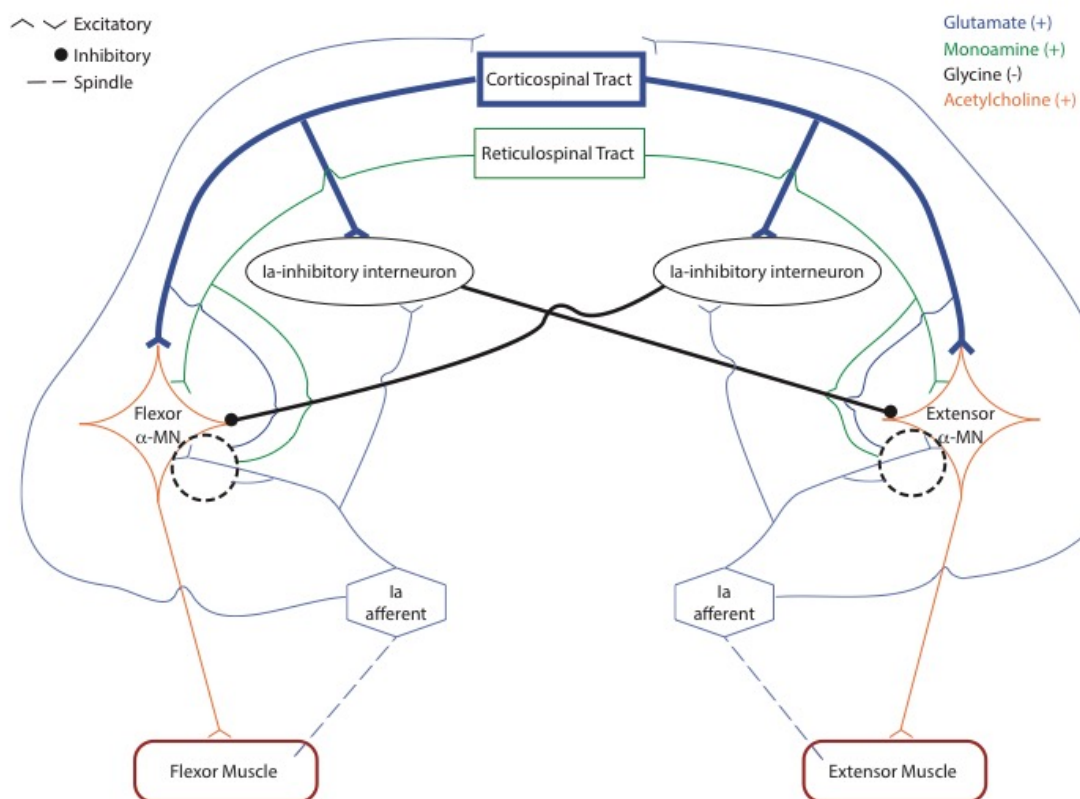 Excitatory
Inhibitory
Spindle
Glutamate (+)
Monoamine (+)
Glycine (-)
Acetylcholine (+)
Corticospinal Tract
Reticulospinal Tract
Ia-inhibitory interneuron
Ia-inhibitory interneuron
Flexor
α-MN
Extensor
α-MN
Ia
afferent
Ia
afferent
Flexor Muscle
Extensor Muscle